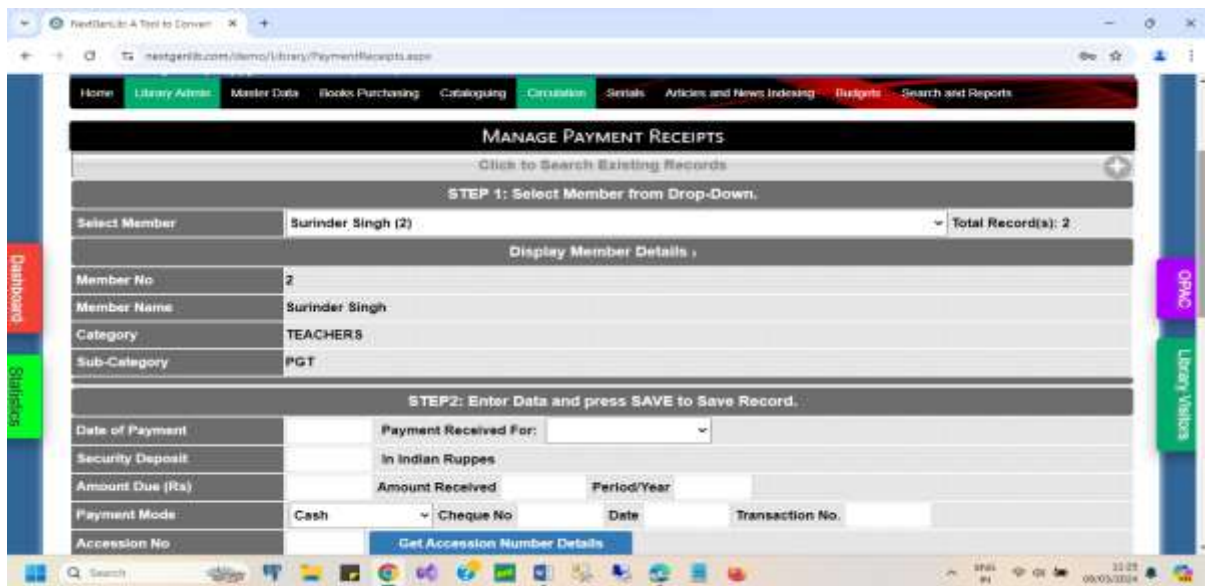 NextGenLib: A Tool to Convert
nextgenlib.com/demo/Library/PaymentReceipts.aspx
Home Library Admin Master Data Books Purchasing Cataloguing Circulation Serials Articles and News Indexing Budgets Search and Reports
MANAGE PAYMENT RECEIPTS
Click to Search Existing Records
STEP 1: Select Member from Drop-Down.
Select Member Surinder Singh (2) Total Record(s): 2
Display Member Details
Member No 2
Member Name Surinder Singh
Category TEACHERS
Sub-Category PGT
STEP2: Enter Data and press SAVE to Save Record.
Date of Payment Payment Received For:
Security Deposit In Indian Ruppes
Amount Due (Rs) Amount Received Period/Year
Payment Mode Cash Cheque No Date Transaction No.
Accession No Get Accession Number Details
Dashboard
Statistics
OPAC
Library Visitors
Search